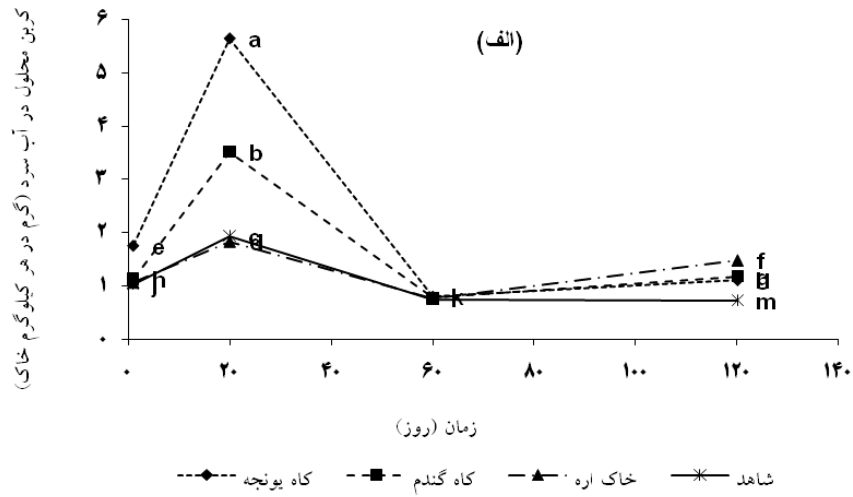 (الف)
کربن محلول در آب سرد (گرم در هر کیلوگرم خاک)
۶
۵
۴
۳
۲
۱
۰
a
b
e
f
k
m
۰ ۲۰ ۴۰ ۶۰ ۸۰ ۱۰۰ ۱۲۰ ۱۴۰
زمان (روز)
کاه یونجه کاه گندم خاک اره شاهد